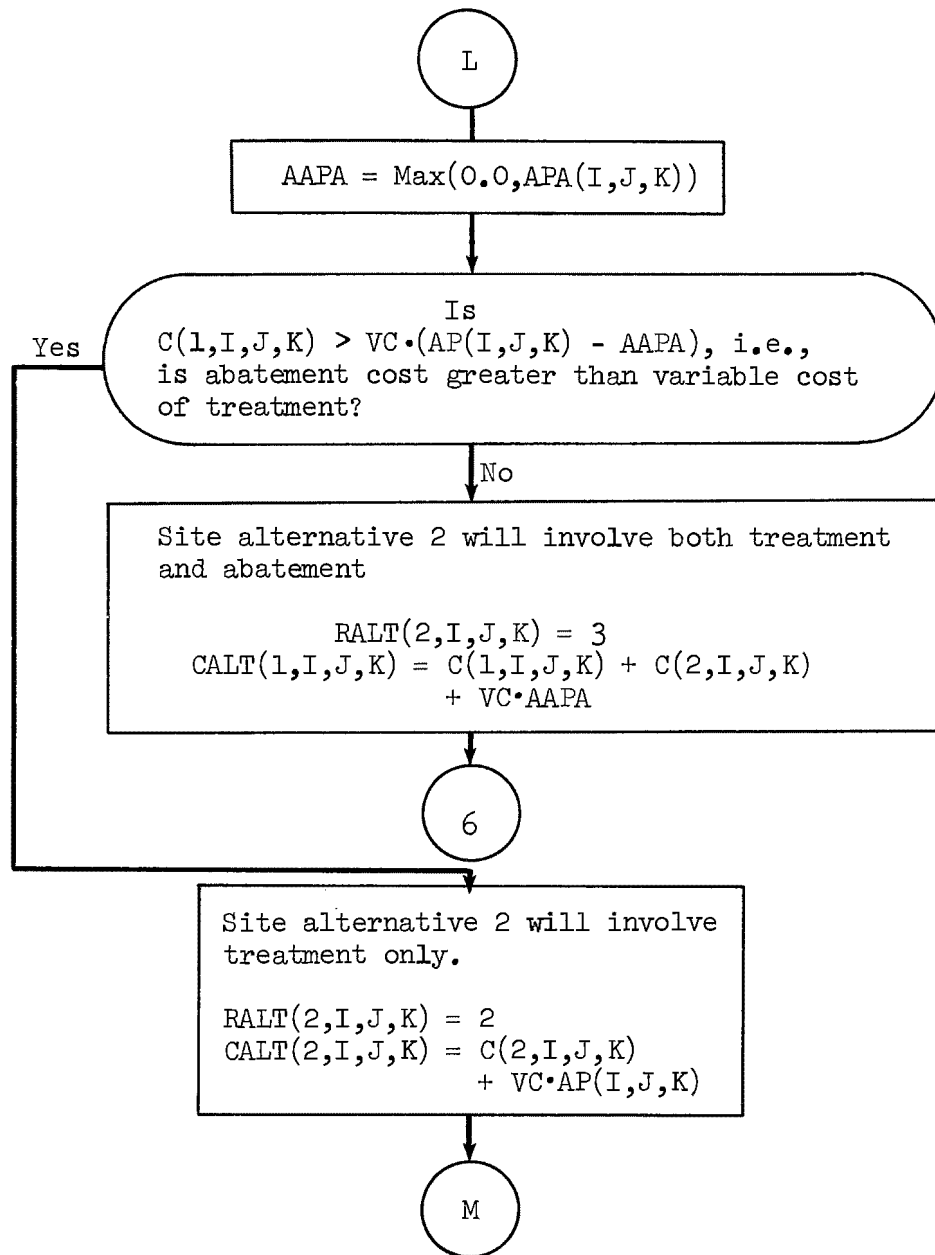 L
AAPA = Max(0.0,APA(I,J,K))
Is
C(1,I,J,K) > VC•(AP(I,J,K) - AAPA), i.e.,
is abatement cost greater than variable cost
of treatment?
Yes
No
Site alternative 2 will involve both treatment
and abatement
RALT(2,I,J,K) = 3
CALT(1,I,J,K) = C(1,I,J,K) + C(2,I,J,K)
+ VC•AAPA
6
Site alternative 2 will involve
treatment only.
RALT(2,I,J,K) = 2
CALT(2,I,J,K) = C(2,I,J,K)
+ VC•AP(I,J,K)
M